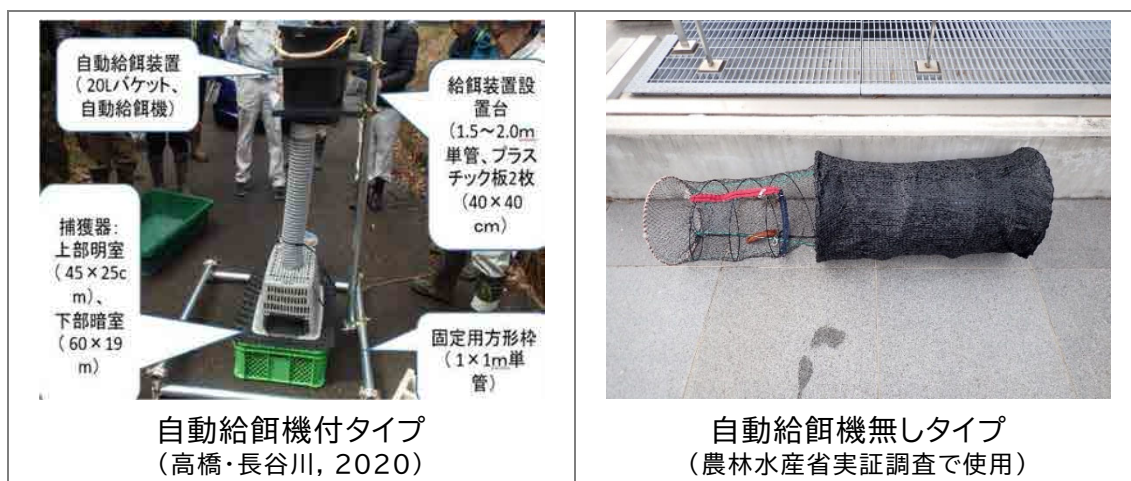 自動給餌装置
（20Lバケット、
自動給餌機）
給餌装置設
置台
（1.5～2.0m
単管、プラス
チック板2枚
（40×40
cm）
捕獲器：
上部明室
（45×25c
m）、
下部暗室
（60×19
m）
固定用方形枠
（1×1m単
管）
自動給餌機付タイプ
（高橋・長谷川, 2020）
自動給餌機無しタイプ
（農林水産省実証調査で使用）